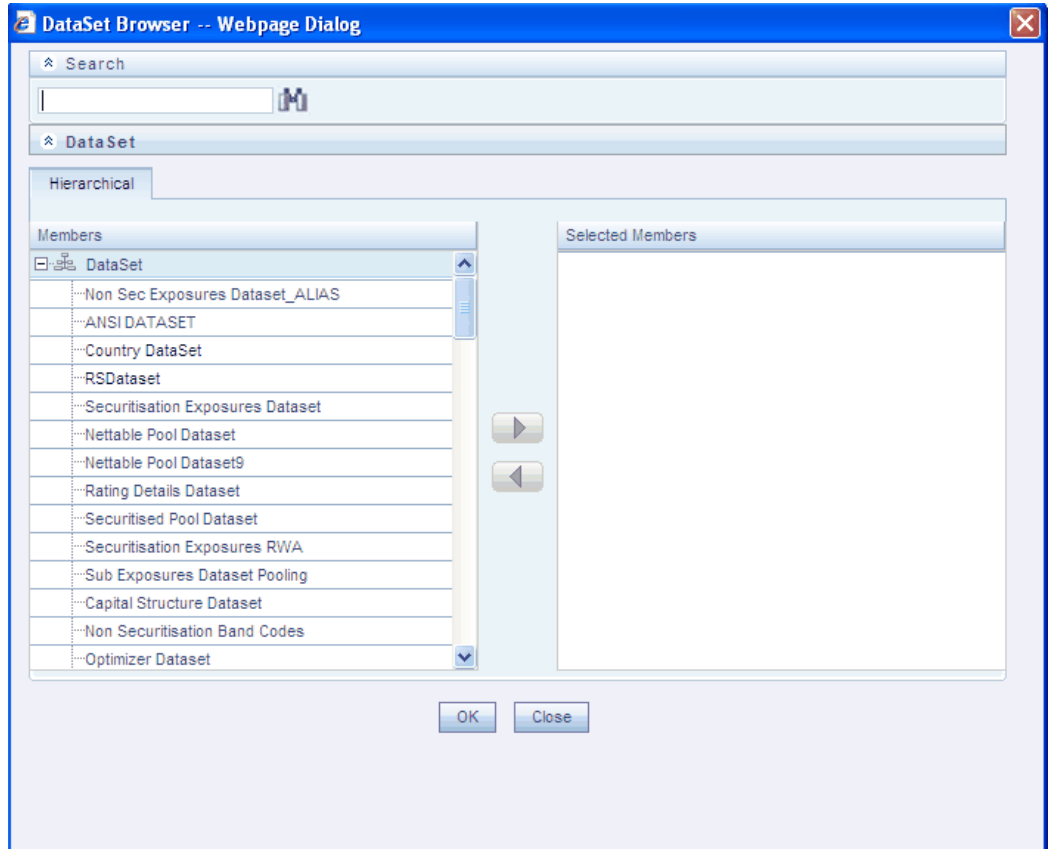 DataSet Browser -- Webpage Dialog
Search
DataSet
Hierarchical
Members
Selected Members
DataSet
Non Sec Exposures Dataset_ALIAS
ANSI DATASET
Country DataSet
RSDataset
Securitisation Exposures Dataset
Nettable Pool Dataset
Nettable Pool Dataset9
Rating Details Dataset
Securitised Pool Dataset
Securitisation Exposures RWA
Sub Exposures Dataset Pooling
Capital Structure Dataset
Non Securitisation Band Codes
Optimizer Dataset
OK
Close